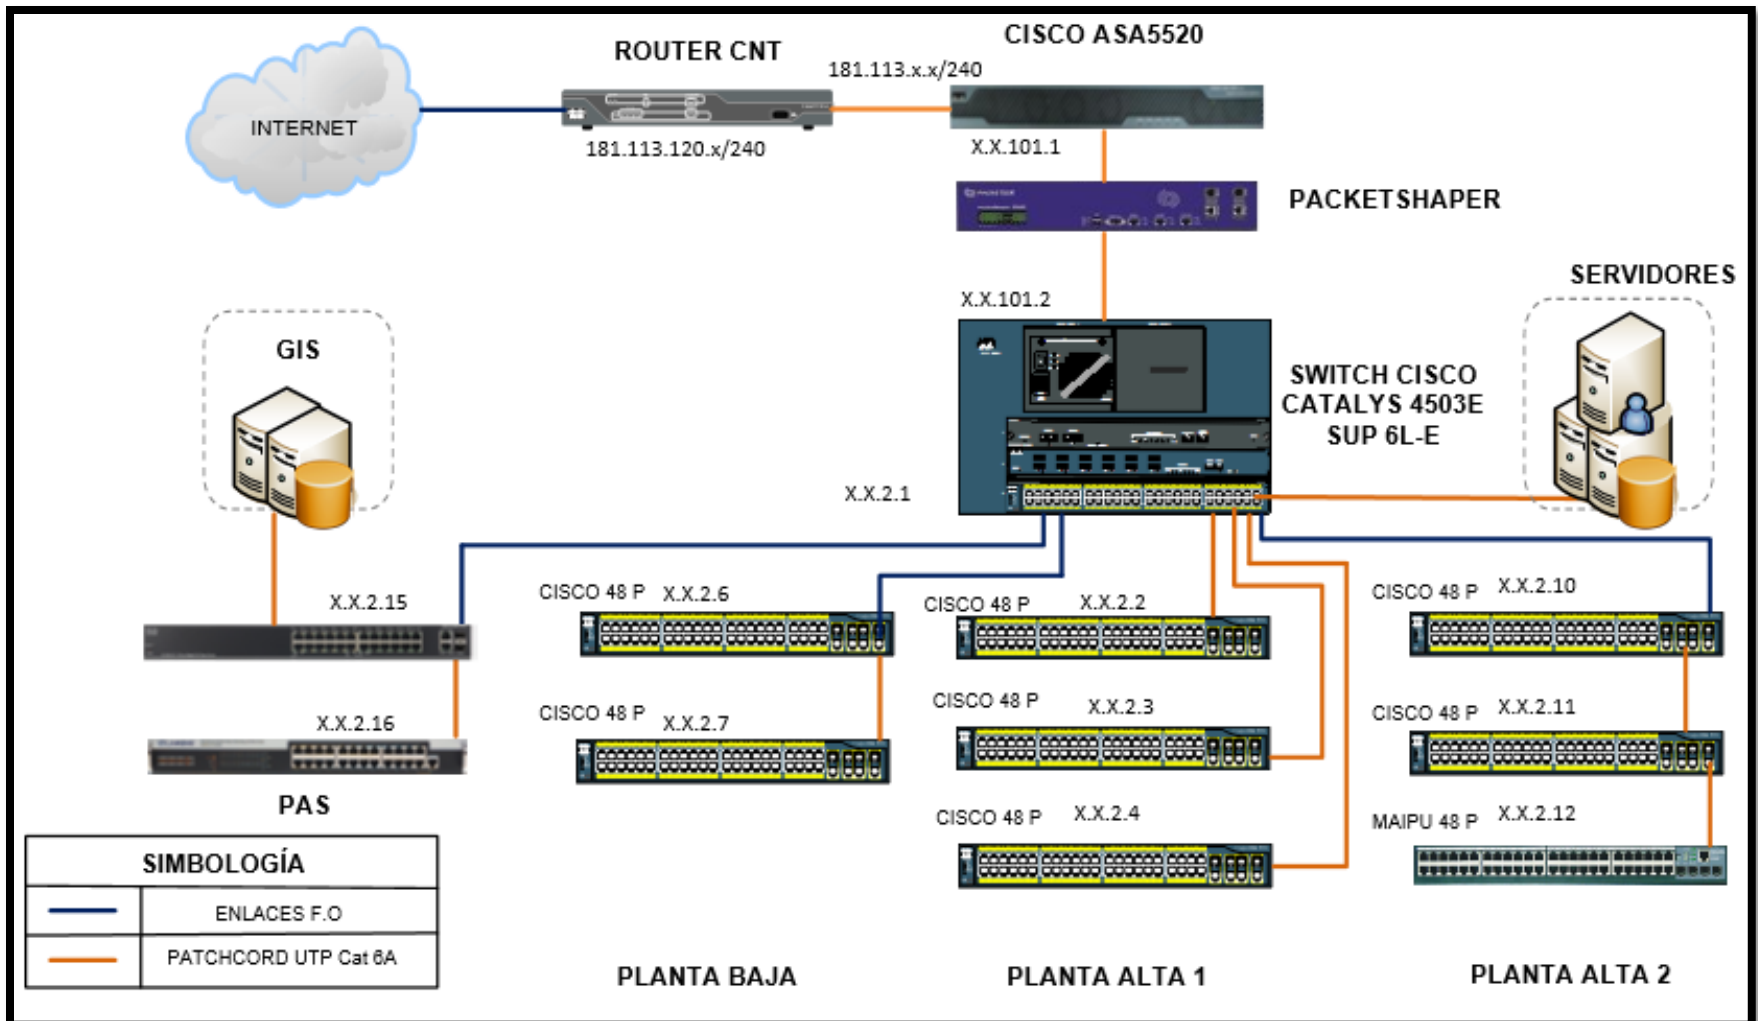 ROUTER CNT
CISCO ASA5520
181.113.x.x/240
INTERNET
181.113.120.x/240
X.X.101.1
PACKETSHAPER
SERVIDORES
X.X.101.2
GIS
SWITCH CISCO
CATALYS 4503E
SUP 6L-E
X.X.2.1
X.X.2.15
CISCO 48 P X.X.2.6
CISCO 48 P X.X.2.2
CISCO 48 P X.X.2.10
X.X.2.16
CISCO 48 P X.X.2.7
CISCO 48 P X.X.2.3
CISCO 48 P X.X.2.11
PAS
CISCO 48 P X.X.2.4
MAIPU 48 P X.X.2.12
SIMBOLOGÍA
ENLACES F.O
PATCHCORD UTP Cat 6A
PLANTA BAJA
PLANTA ALTA 1
PLANTA ALTA 2